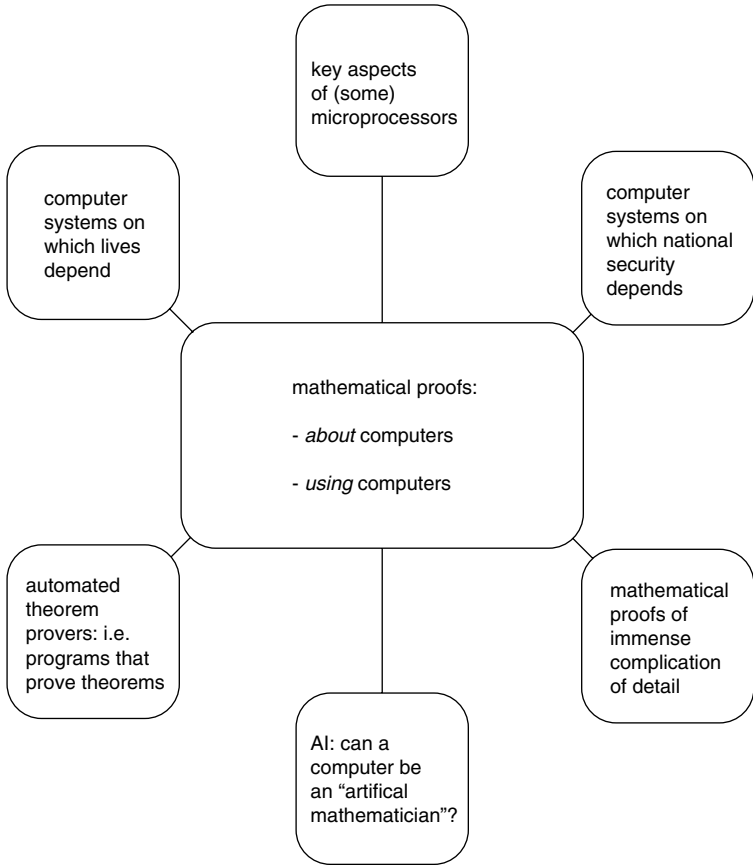 key aspects
of (some)
microprocessors
computer
systems on
which lives
depend
computer
systems on
which national
security
depends
mathematical proofs:
- about computers
- using computers
automated
theorem
provers: i.e.
programs that
prove theorems
mathematical
proofs of
immense
complication
of detail
AI: can a
computer be
an “artifical
mathematician”?